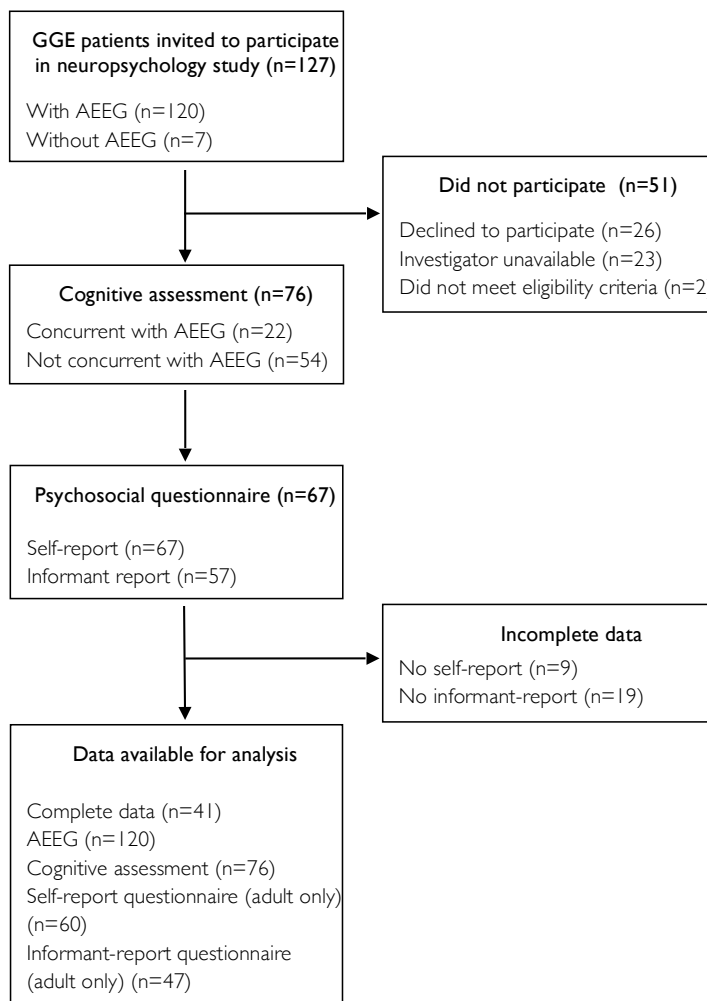 GGE patients invited to participate
in neuropsychology study (n=127)
With AEEG (n=120)
Without AEEG (n=7)
Did not participate (n=51)
Declined to participate (n=26)
Investigator unavailable (n=23)
Did not meet eligibility criteria (n=2
Cognitive assessment (n=76)
Concurrent with AEEG (n=22)
Not concurrent with AEEG (n=54)
Psychosocial questionnaire (n=67)
Self-report (n=67)
Informant report (n=57)
Incomplete data
No self-report (n=9)
No informant-report (n=19)
Data available for analysis
Complete data (n=41)
AEEG (n=120)
Cognitive assessment (n=76)
Self-report questionnaire (adult only)
(n=60)
Informant-report questionnaire
(adult only) (n=47)